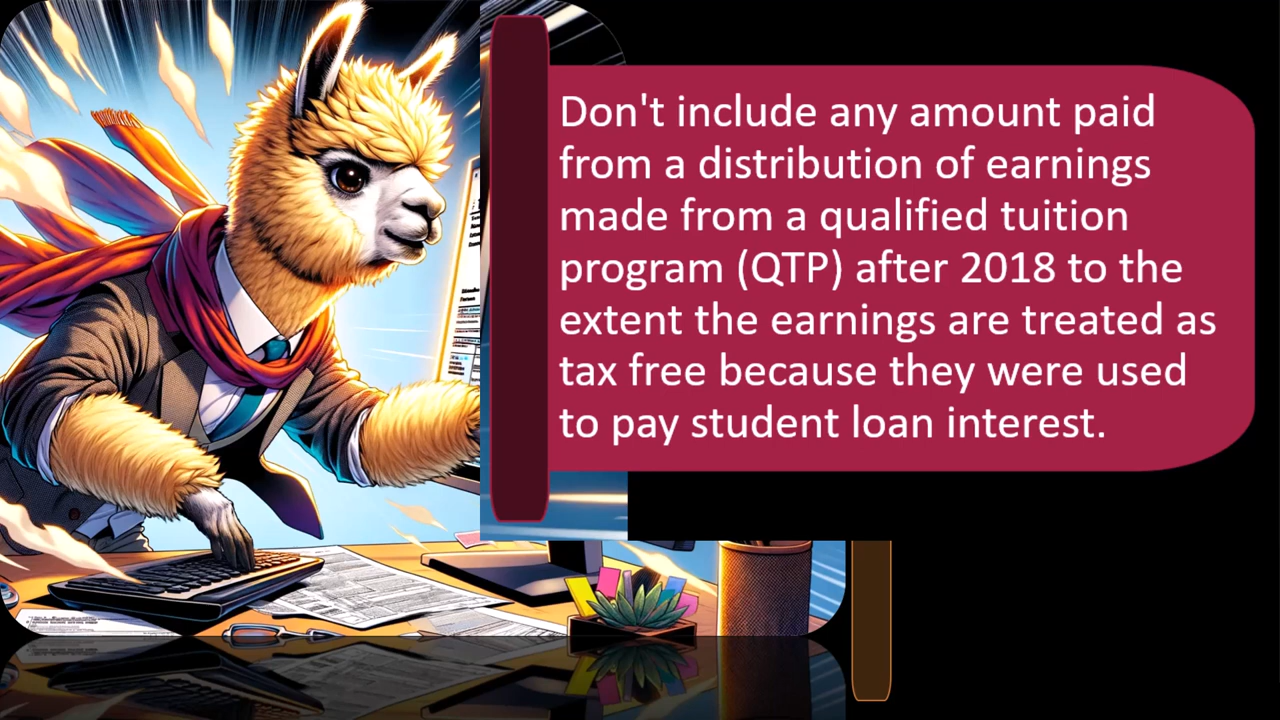 Don't include any amount paid
from a distribution of earnings
made from a qualified tuition
program (QTP) after 2018 to the
extent the earnings are treated as
tax free because they were used
to pay student loan interest.